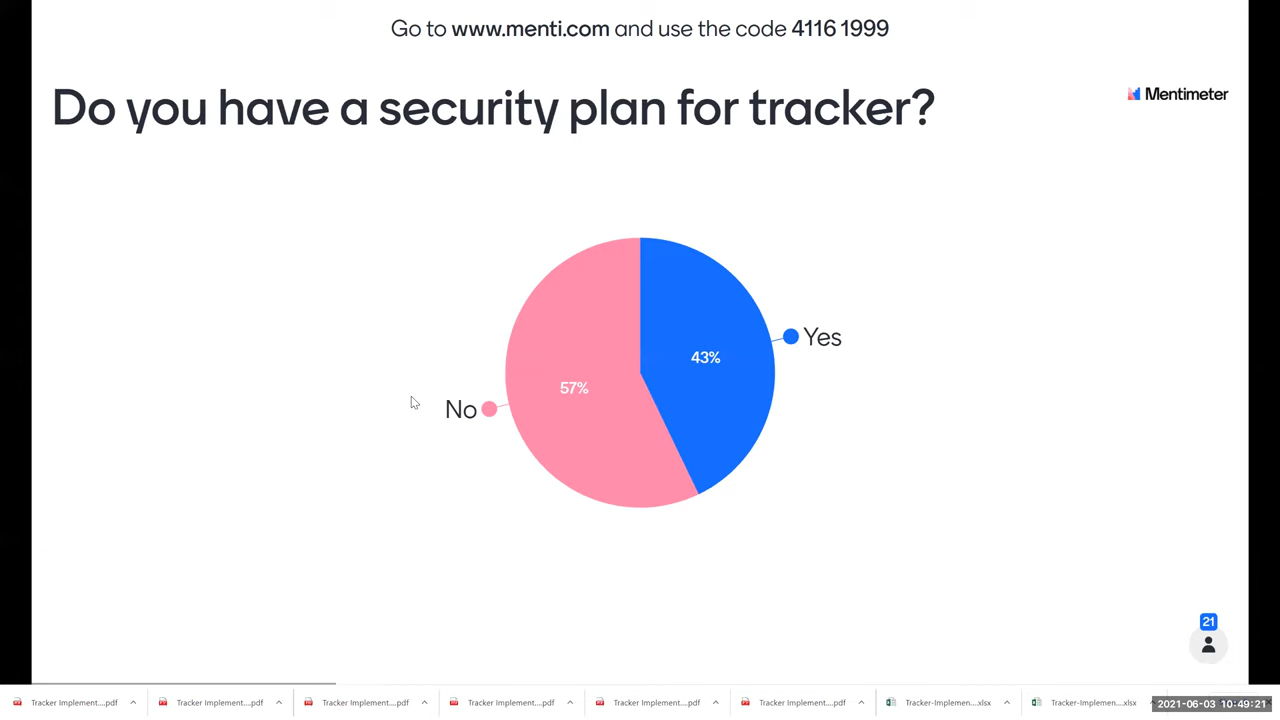 Go to www.menti.com and use the code 4116 1999
Do you have a security plan for tracker?
Mentimeter
Yes
43%
57%
No
21
Tracker Implement....pdf
Tracker Implement....pdf
Tracker Implement....pdf
Tracker Implement....pdf
Tracker Implement....pdf
Tracker Implement....pdf
Tracker-Implemen...xlsx
Tracker-Implemen...xlsx
2021-06-03 10:49:21